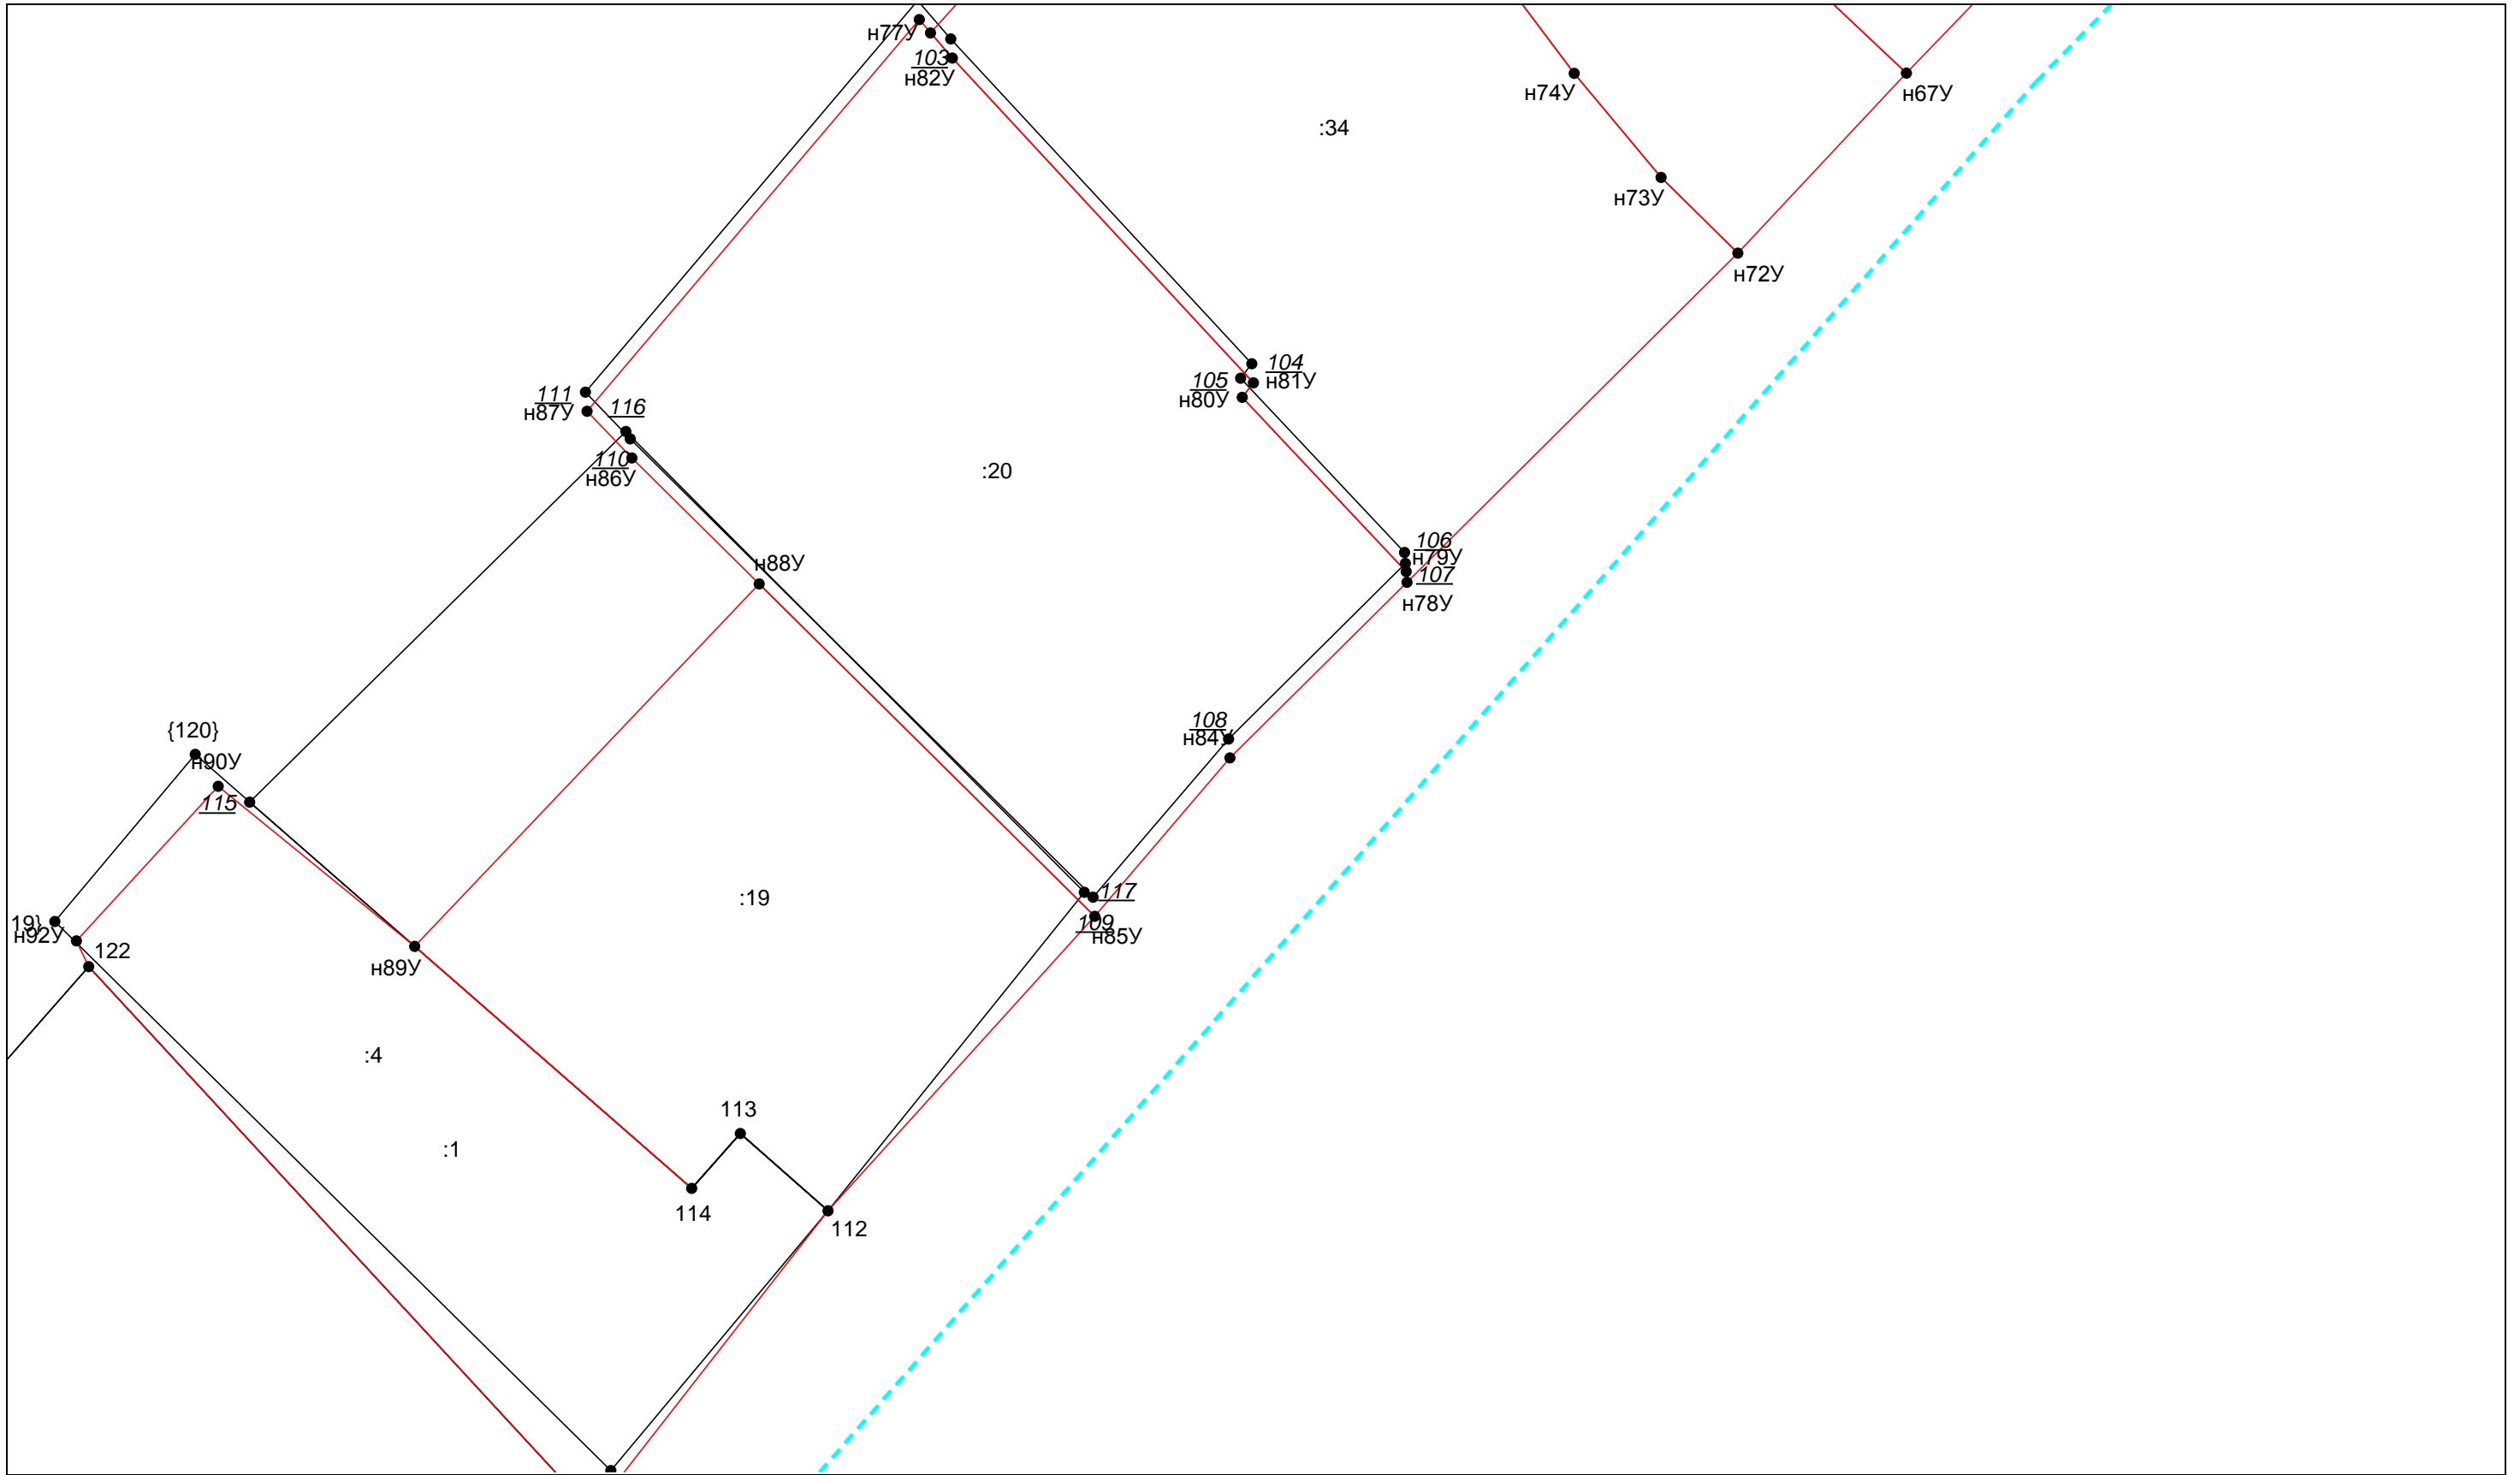 н77У
103
н82У
н74У
н67У
:34
н73У
н72У
104
н81У
105
н80У
111
н87У
116
110
н86У
:20
106
н79У
107
н78У
н88У
108
н84У
{120}
н90У
115
117
109
н85У
:19
19}
н92У
122
н89У
:4
113
:1
114
112